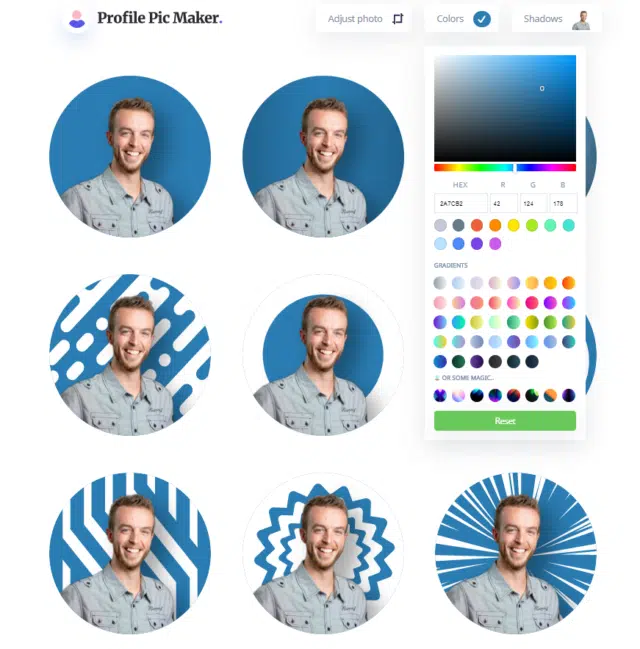 Profile Pic Maker.
Adjust photo
Colors
Shadows
HEX R G B
2A7CB2 42 124 178
GRADIENTS
OR SOME MAGIC..
Reset